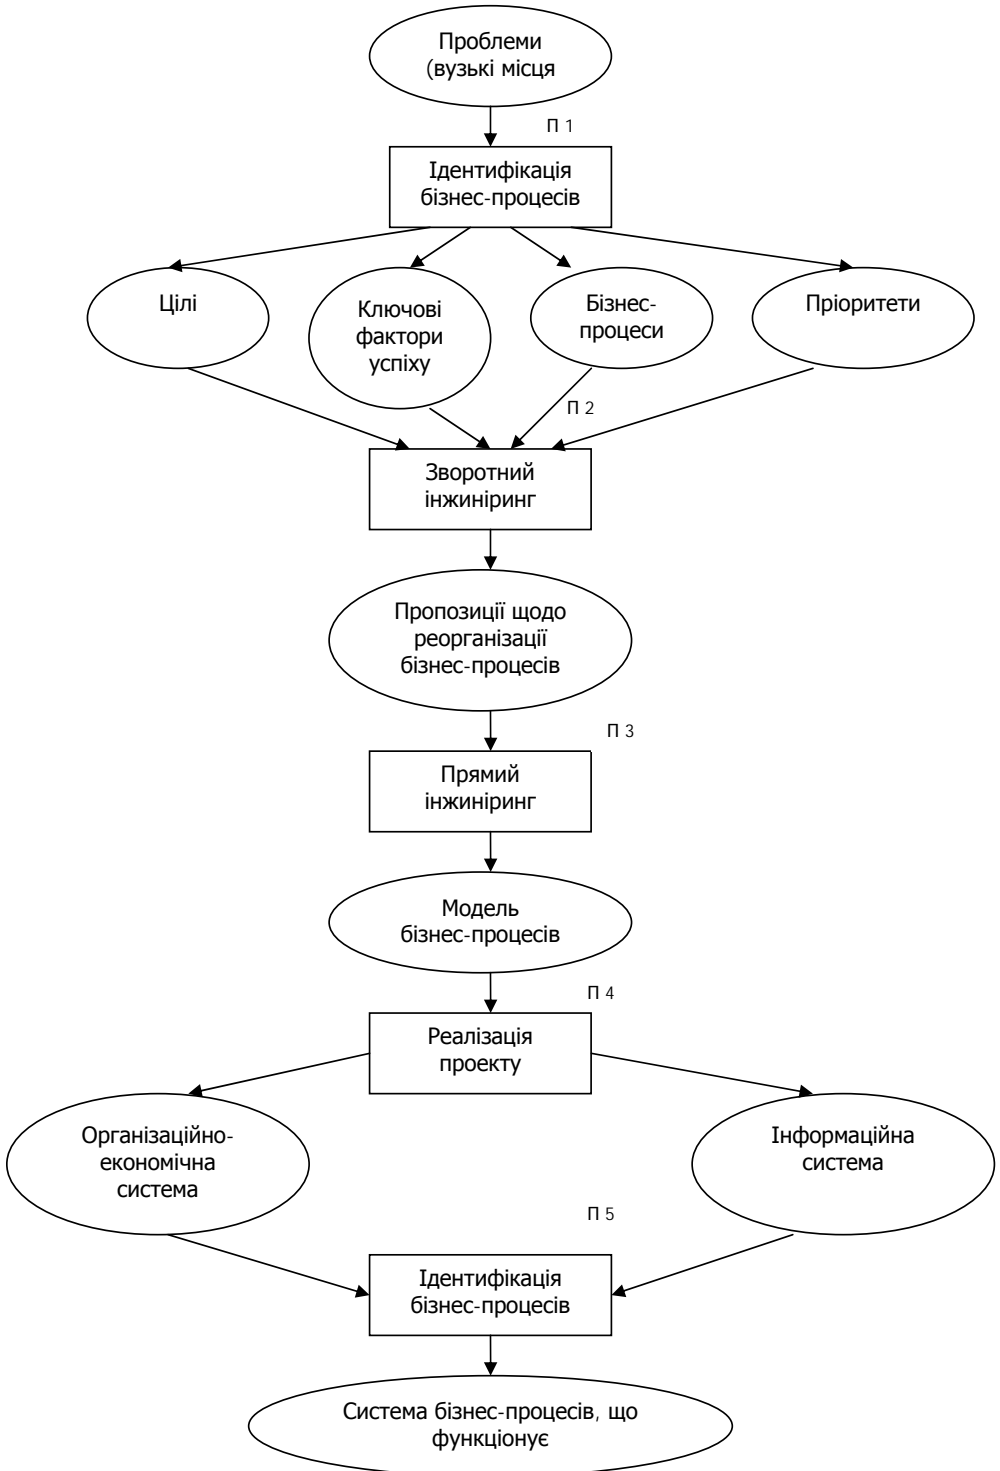 Проблеми
(вузькі місця
П 1
Ідентифікація
бізнес-процесів
Цілі
Ключові
фактори
успіху
Бізнес-
процеси
Пріоритети
П 2
Зворотний
інжиніринг
Пропозиції щодо
реорганізації
бізнес-процесів
П 3
Прямий
інжиніринг
Модель
бізнес-процесів
П 4
Реалізація
проекту
Організаційно-
економічна
система
Інформаційна
система
П 5
Ідентифікація
бізнес-процесів
Система бізнес-процесів, що
функціонує